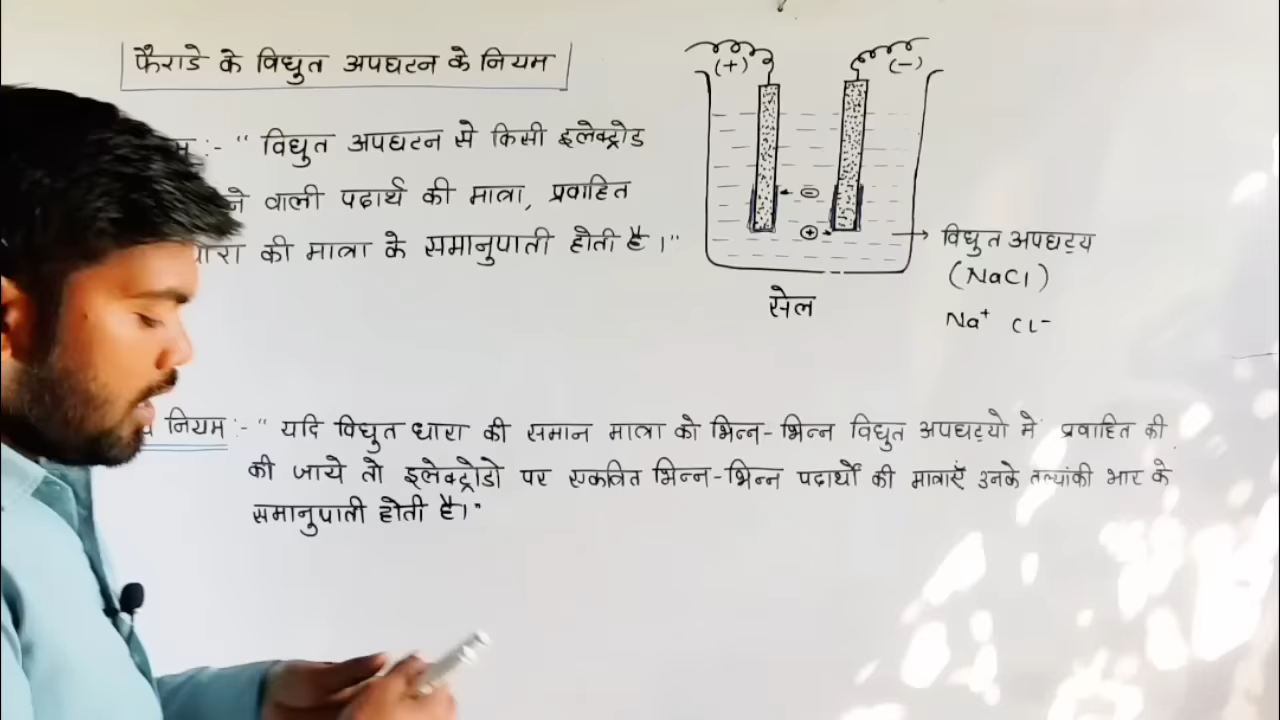 फैराडे के विधुत अपघटन के नियम
:- " विधुत अपघटन से किसी इलेक्ट्रोड
वाली पदार्थ की मात्रा, प्रवाहित
की मात्रा के समानुपाती होती है।"
(+)
(-)
-
+
विधुत अपघट्य
(NaCl)
Na⁺ Cl⁻
सेल
नियम :- " यदि विधुत धारा की समान मात्रा को भिन्न-भिन्न विधुत अपघट्यो मे प्रवाहित की
की जाये तो इलेक्ट्रोडो पर एकत्रित भिन्न-भिन्न पदार्थों की मात्राएँ उनके तल्यांकी भार के
समानुपाती होती है।"